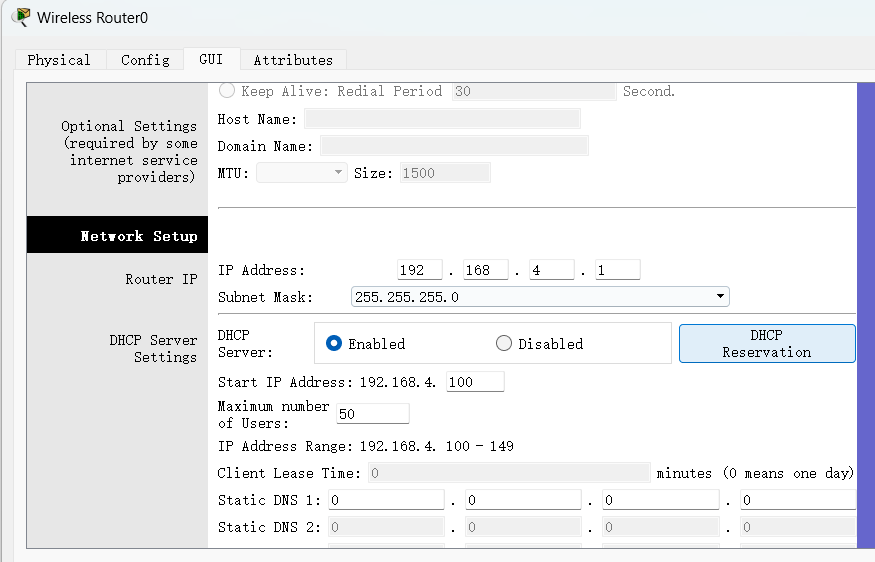 Wireless Router0
Physical Config GUI Attributes
Keep Alive: Redial Period 30 Second.
Optional Settings
(required by some
internet service
providers)
Host Name:
Domain Name:
MTU: Size: 1500
Network Setup
Router IP
IP Address: 192 . 168 . 4 . 1
Subnet Mask: 255.255.255.0
DHCP Server
Settings
DHCP
Server:
Enabled Disabled
DHCP
Reservation
Start IP Address: 192.168.4. 100
Maximum number
of Users:
50
IP Address Range: 192.168.4. 100 - 149
Client Lease Time: 0 minutes (0 means one day)
Static DNS 1: 0 . 0 . 0 . 0
Static DNS 2: 0 . 0 . 0 . 0